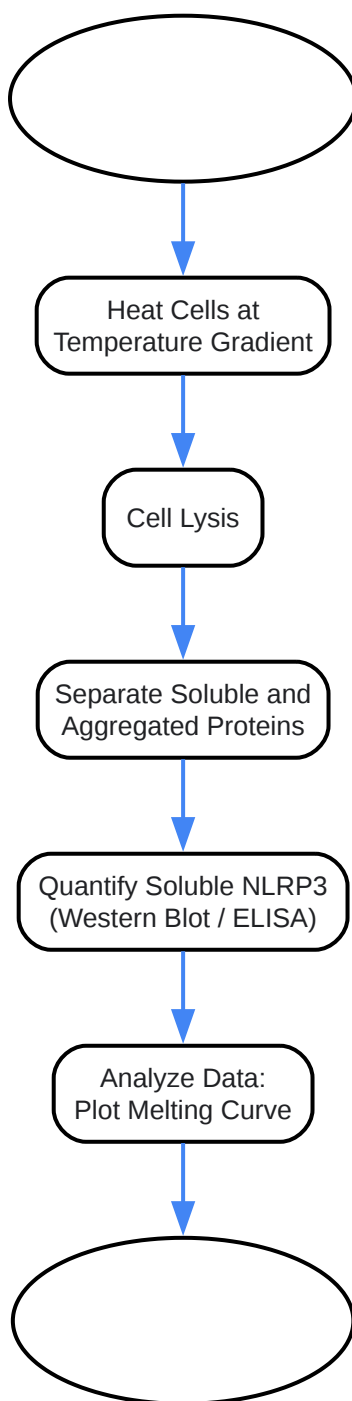 Heat Cells at
Temperature Gradient
Cell Lysis
Separate Soluble and
Aggregated Proteins
Quantify Soluble NLRP3
(Western Blot / ELISA)
Analyze Data:
Plot Melting Curve